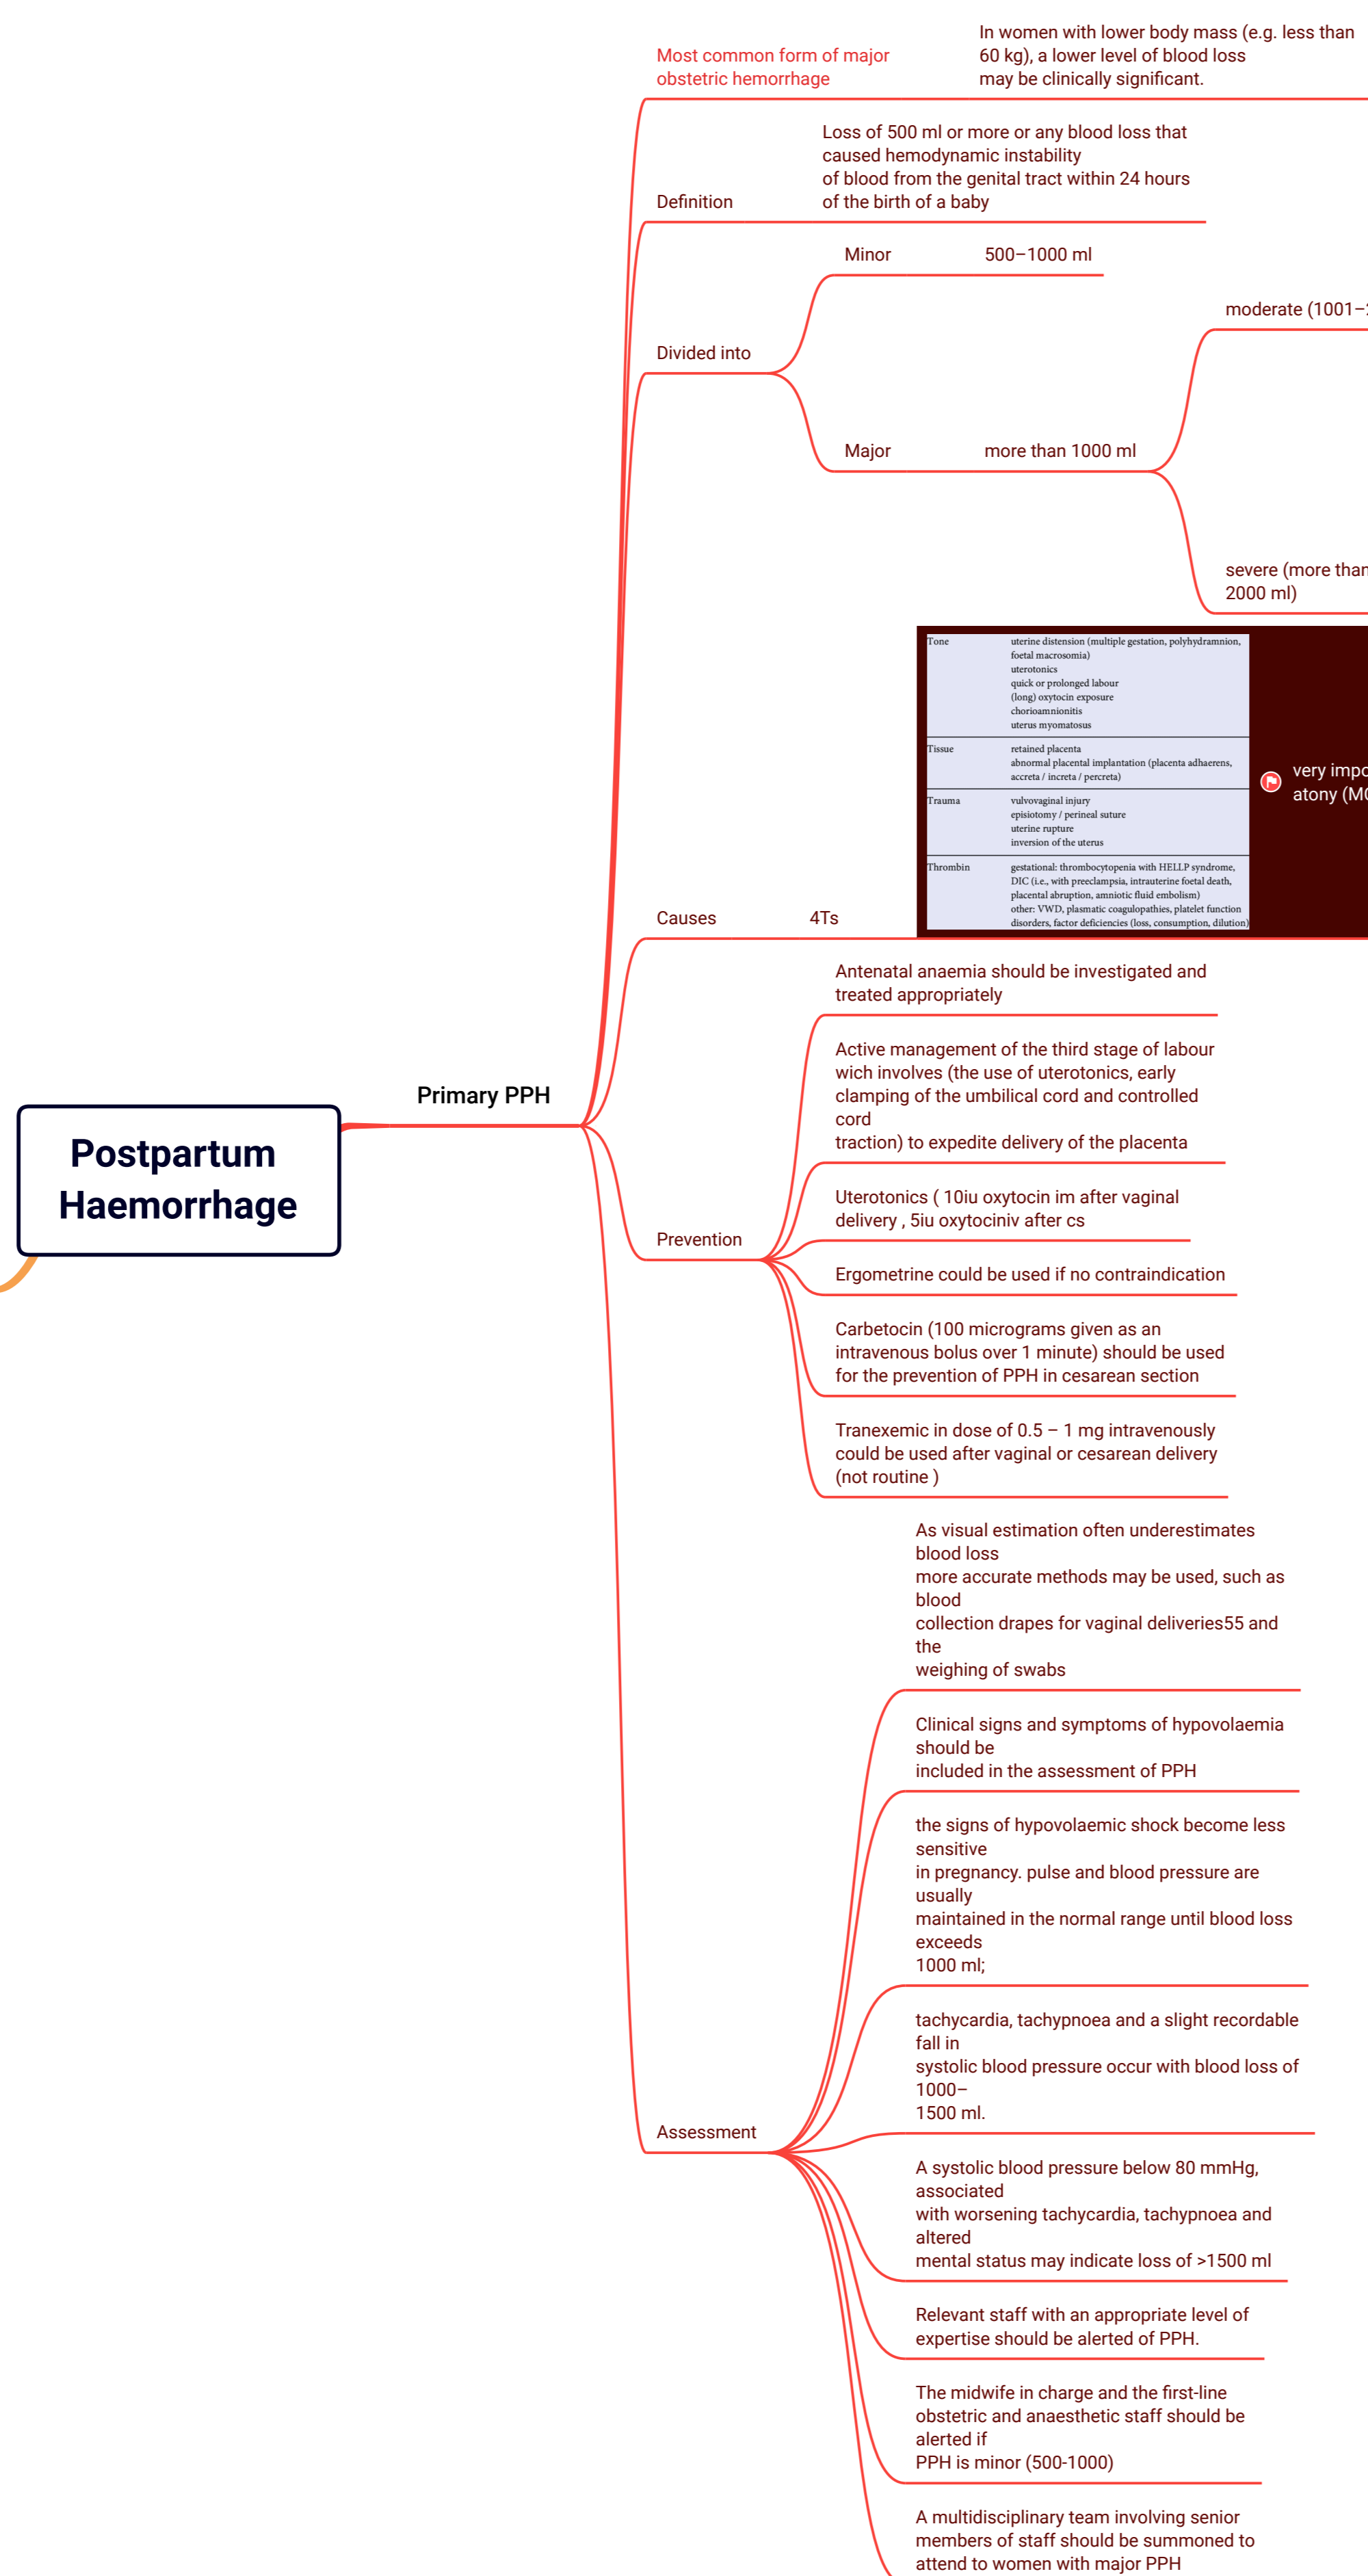 Most common form of major
obstetric hemorrhage
In women with lower body mass (e.g. less than
60 kg), a lower level of blood loss
may be clinically significant.
Definition
Loss of 500 ml or more or any blood loss that
caused hemodynamic instability
of blood from the genital tract within 24 hours
of the birth of a baby
Divided into
Minor
500–1000 ml
Major
more than 1000 ml
moderate (1001–
severe (more than
2000 ml)
Causes
4Ts
Tone
uterine distension (multiple gestation, polyhydramnion,
foetal macrosomia)
uterotonics
quick or prolonged labour
(long) oxytocin exposure
chorioamnionitis
uterus myomatosus
Tissue
retained placenta
abnormal placental implantation (placenta adhaerens,
accreta / increta / percreta)
Trauma
vulvovaginal injury
episiotomy / perineal suture
uterine rupture
inversion of the uterus
Thrombin
gestational: thrombocytopenia with HELLP syndrome,
DIC (i.e., with preeclampsia, intrauterine foetal death,
placental abruption, amniotic fluid embolism)
other: VWD, plasmatic coagulopathies, platelet function
disorders, factor deficiencies (loss, consumption, dilution)
very
atony
Postpartum
Haemorrhage
Primary PPH
Prevention
Antenatal anaemia should be investigated and
treated appropriately
Active management of the third stage of labour
wich involves (the use of uterotonics, early
clamping of the umbilical cord and controlled
cord
traction) to expedite delivery of the placenta
Uterotonics ( 10iu oxytocin im after vaginal
delivery , 5iu oxytociniv after cs
Ergometrine could be used if no contraindication
Carbetocin (100 micrograms given as an
intravenous bolus over 1 minute) should be used
for the prevention of PPH in cesarean section
Tranexemic in dose of 0.5 – 1 mg intravenously
could be used after vaginal or cesarean delivery
(not routine )
Assessment
As visual estimation often underestimates
blood loss
more accurate methods may be used, such as
blood
collection drapes for vaginal deliveries55 and
the
weighing of swabs
Clinical signs and symptoms of hypovolaemia
should be
included in the assessment of PPH
the signs of hypovolaemic shock become less
sensitive
in pregnancy. pulse and blood pressure are
usually
maintained in the normal range until blood loss
exceeds
1000 ml;
tachycardia, tachypnoea and a slight recordable
fall in
systolic blood pressure occur with blood loss of
1000–
1500 ml.
A systolic blood pressure below 80 mmHg,
associated
with worsening tachycardia, tachypnoea and
altered
mental status may indicate loss of >1500 ml
Relevant staff with an appropriate level of
expertise should be alerted of PPH.
The midwife in charge and the first-line
obstetric and anaesthetic staff should be
alerted if
PPH is minor (500-1000)
A multidisciplinary team involving senior
members of staff should be summoned to
attend to women with major PPH